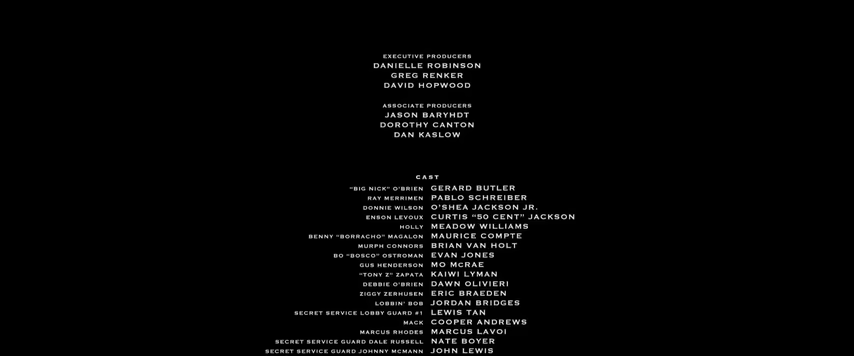 EXECUTIVE PRODUCERS
DANIELLE ROBINSON
GREG RENKER
DAVID HOPWOOD
ASSOCIATE PRODUCERS
JASON BARYHDT
DOROTHY CANTON
DAN KASLOW
CAST
"BIG NICK" O'BRIEN GERARD BUTLER
RAY MERRIMEN PABLO SCHREIBER
DONNIE WILSON O'SHEA JACKSON JR.
ENSON LEVOUX CURTIS "50 CENT" JACKSON
HOLLY MEADOW WILLIAMS
BENNY "BORRACHO" MAGALON MAURICE COMPTE
MURPH CONNORS BRIAN VAN HOLT
BO "BOSCO" OSTROMAN EVAN JONES
GUS HENDERSON MO McRAE
"TONY Z" ZAPATA KAIWI LYMAN
DEBBIE O'BRIEN DAWN OLIVIERI
ZIGGY ZERHUSEN ERIC BRAEDEN
LOBBIN' BOB JORDAN BRIDGES
SECRET SERVICE LOBBY GUARD #1 LEWIS TAN
MACK COOPER ANDREWS
MARCUS RHODES MARCUS LAVOI
SECRET SERVICE GUARD DALE RUSSELL NATE BOYER
SECRET SERVICE GUARD JOHNNY MCMANN JOHN LEWIS